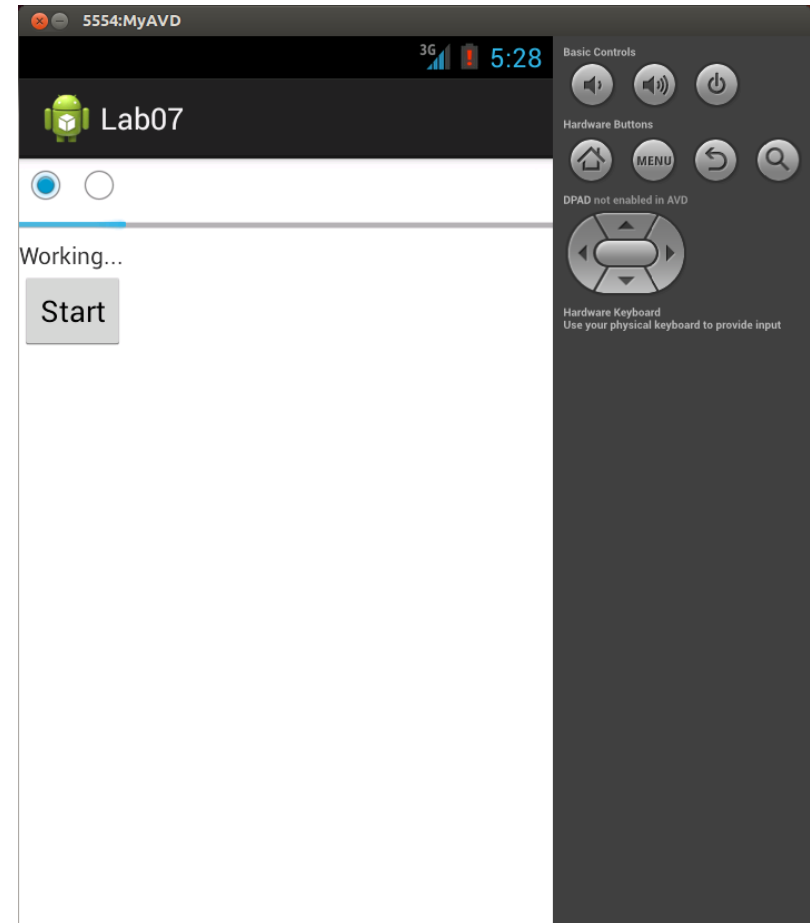 5554:MyAVD
3G 5:28
Lab07
Working...
Start
Basic Controls
Hardware Buttons
MENU
DPAD not enabled in AVD
Hardware Keyboard
Use your physical keyboard to provide input